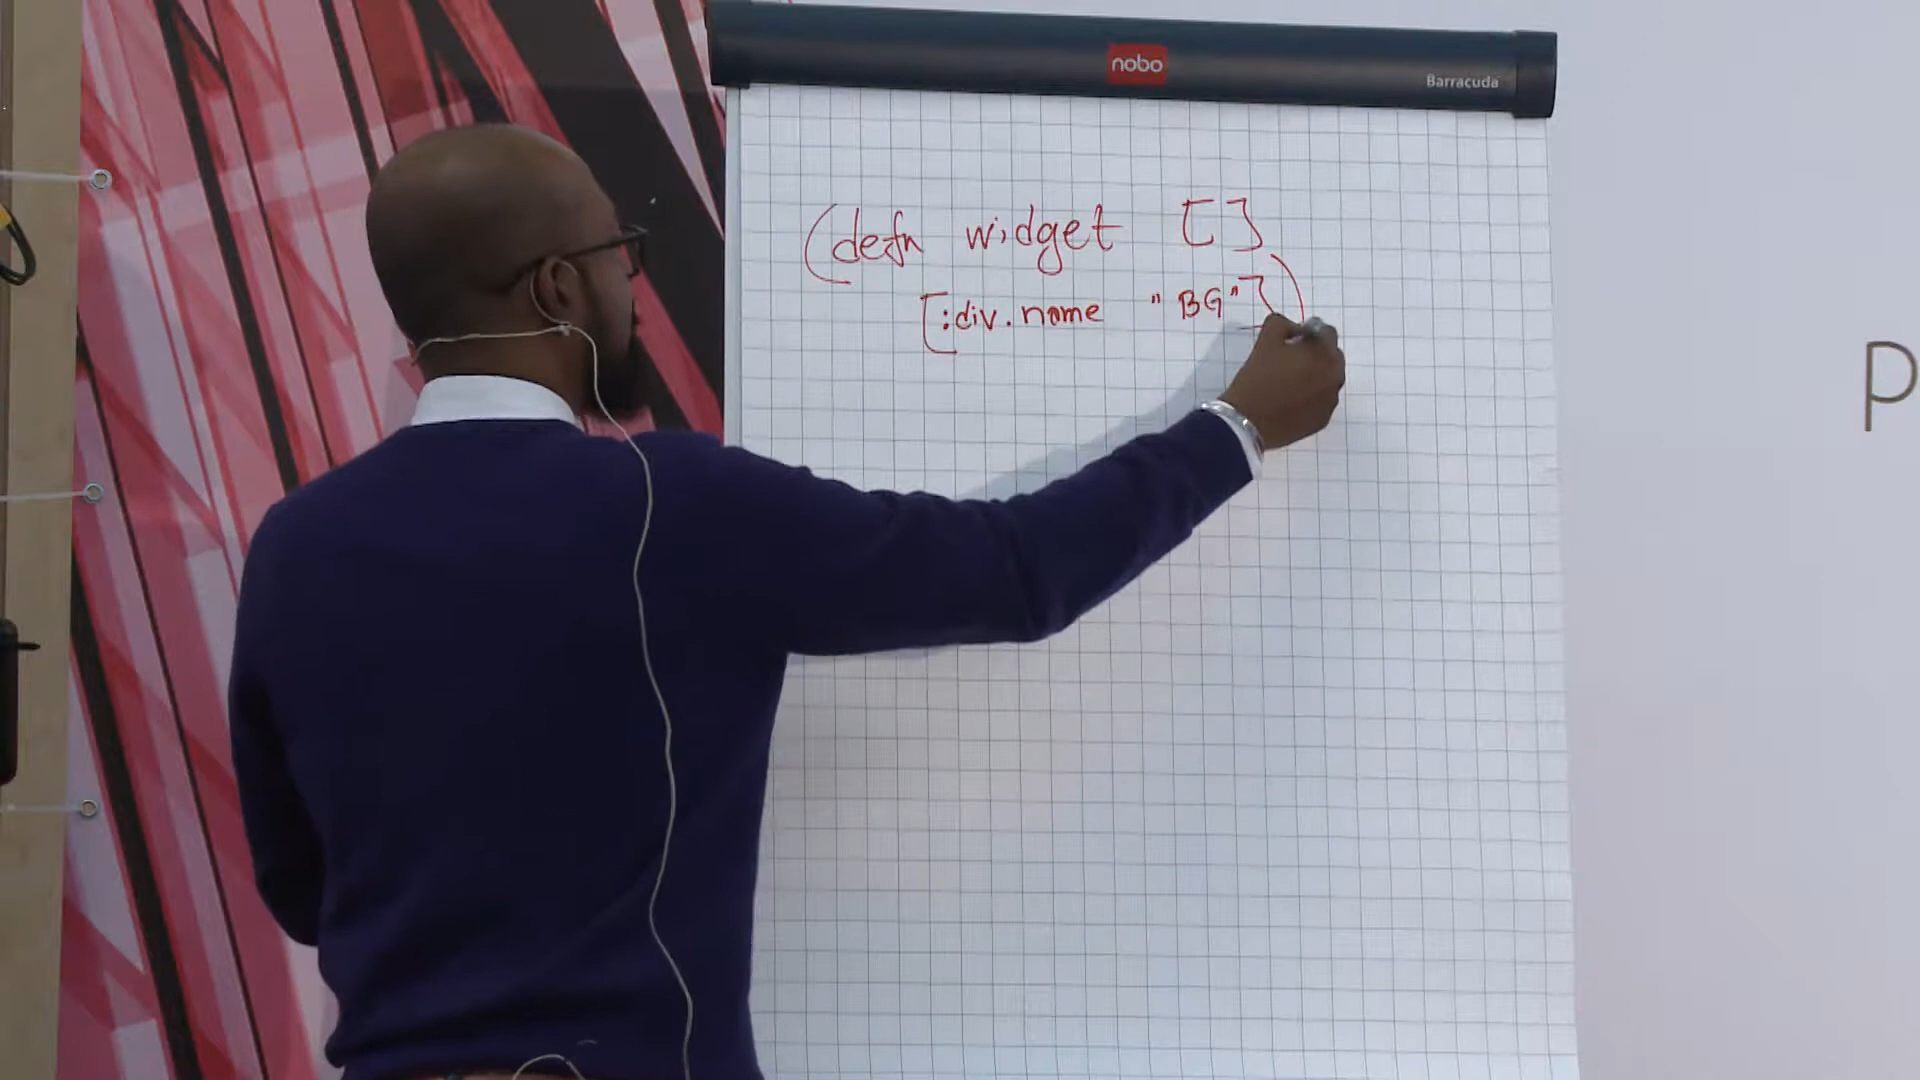 nobo
Barracuda
(defn widget []
[:div.name "BG"])
P